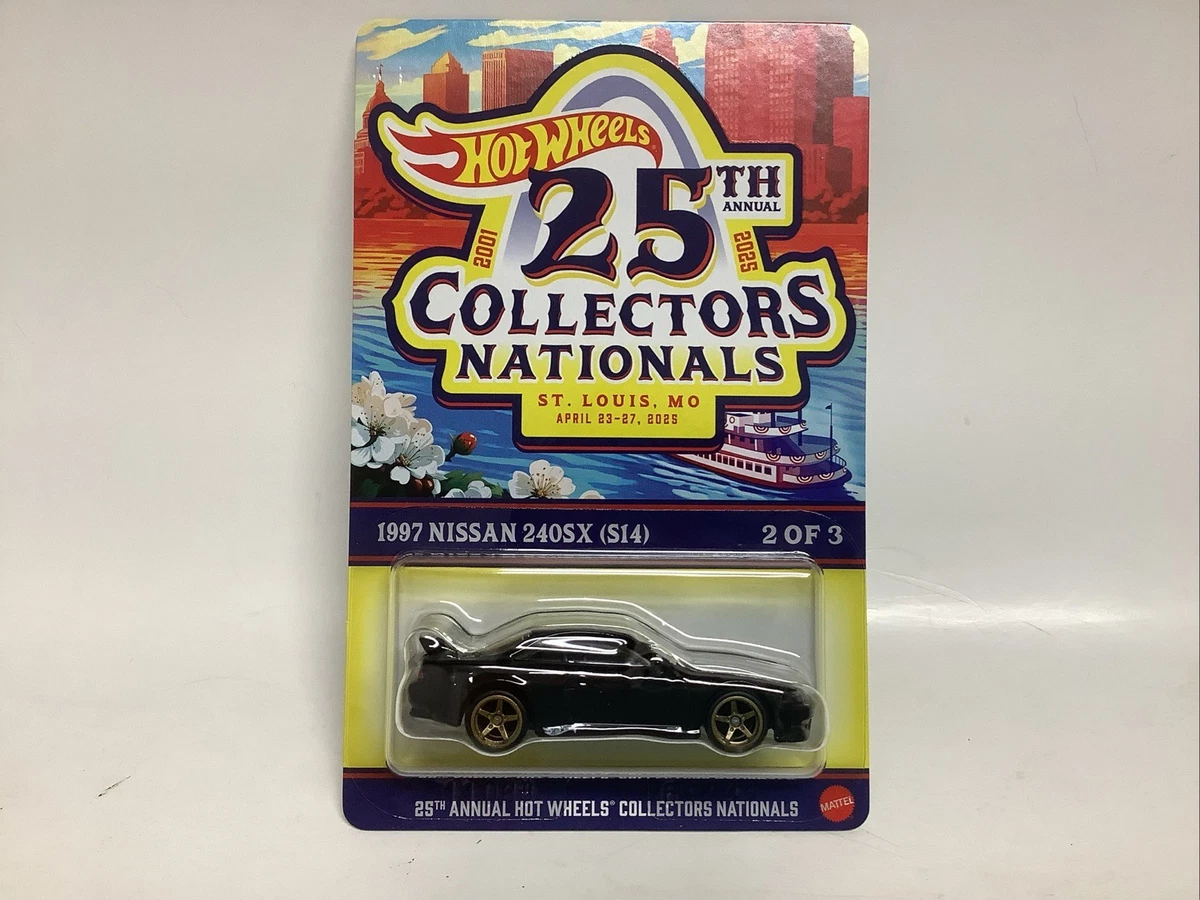 HOT WHEELS
25TH
ANNUAL
2001
2025
COLLECTORS
NATIONALS
ST. LOUIS, MO
APRIL 23-27, 2025
1997 NISSAN 240SX (S14)
2 OF 3
25TH ANNUAL HOT WHEELS® COLLECTORS NATIONALS
MATTEL